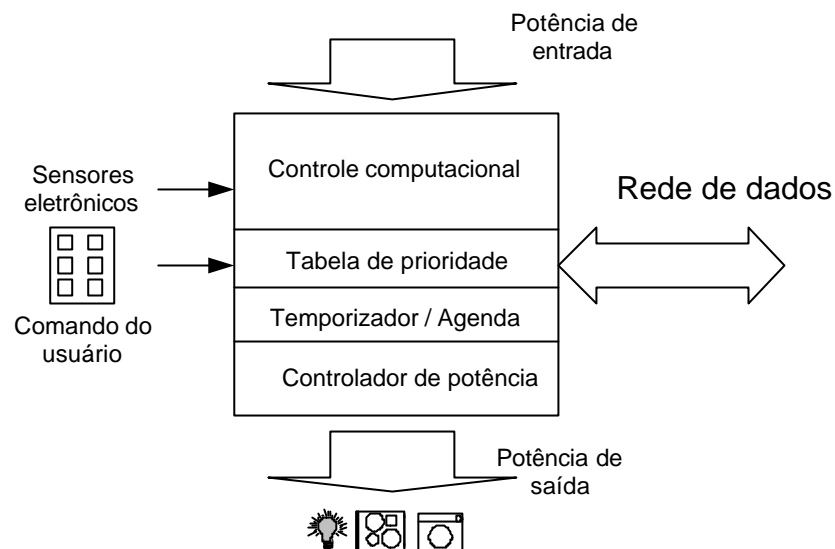 Potência de
entrada
Controle computacional
Sensores
eletrônicos
Rede de dados
Tabela de prioridade
Temporizador / Agenda
Comando do
usuário
Controlador de potência
Potência de
saída